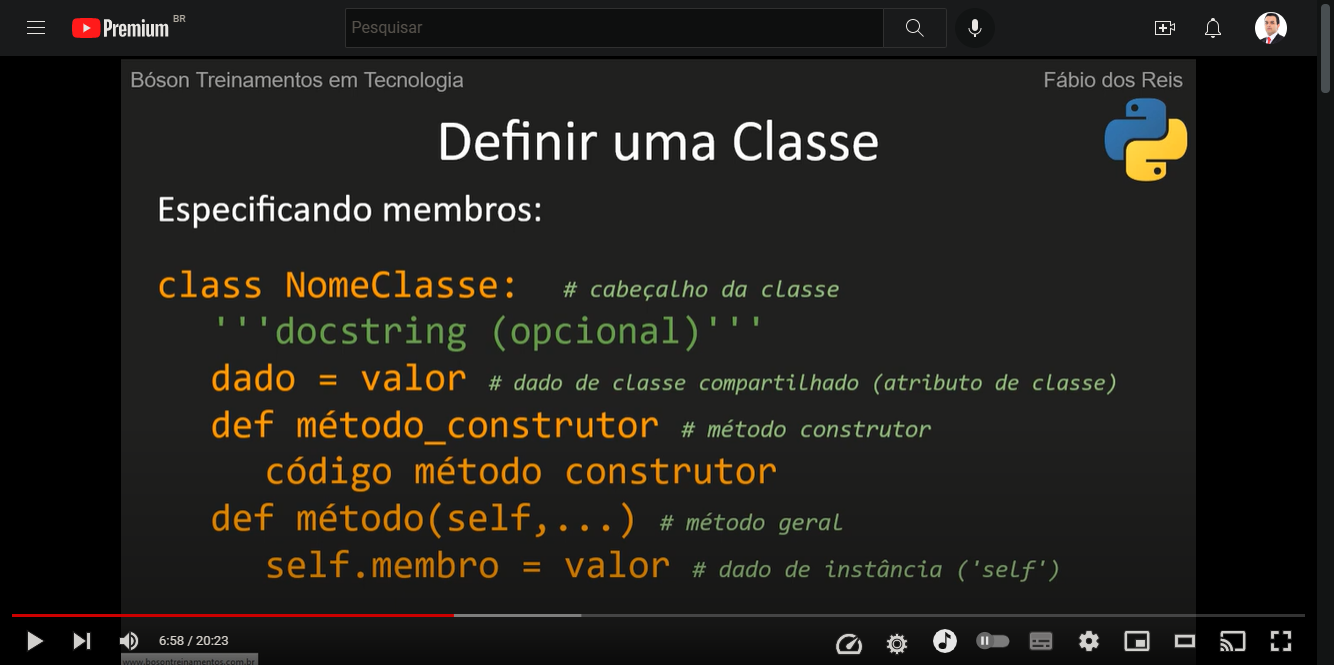 Premium BR
Pesquisar
Bóson Treinamentos em Tecnologia
Fábio dos Reis
Definir uma Classe
Especificando membros:
class NomeClasse: # cabeçalho da classe
'''docstring (opcional)'''
dado = valor # dado de classe compartilhado (atributo de classe)
def método_construtor # método construtor
código método construtor
def método(self,...) # método geral
self.membro = valor # dado de instância ('self')
6:58 / 20:23
www.bosontreinamentos.com.br